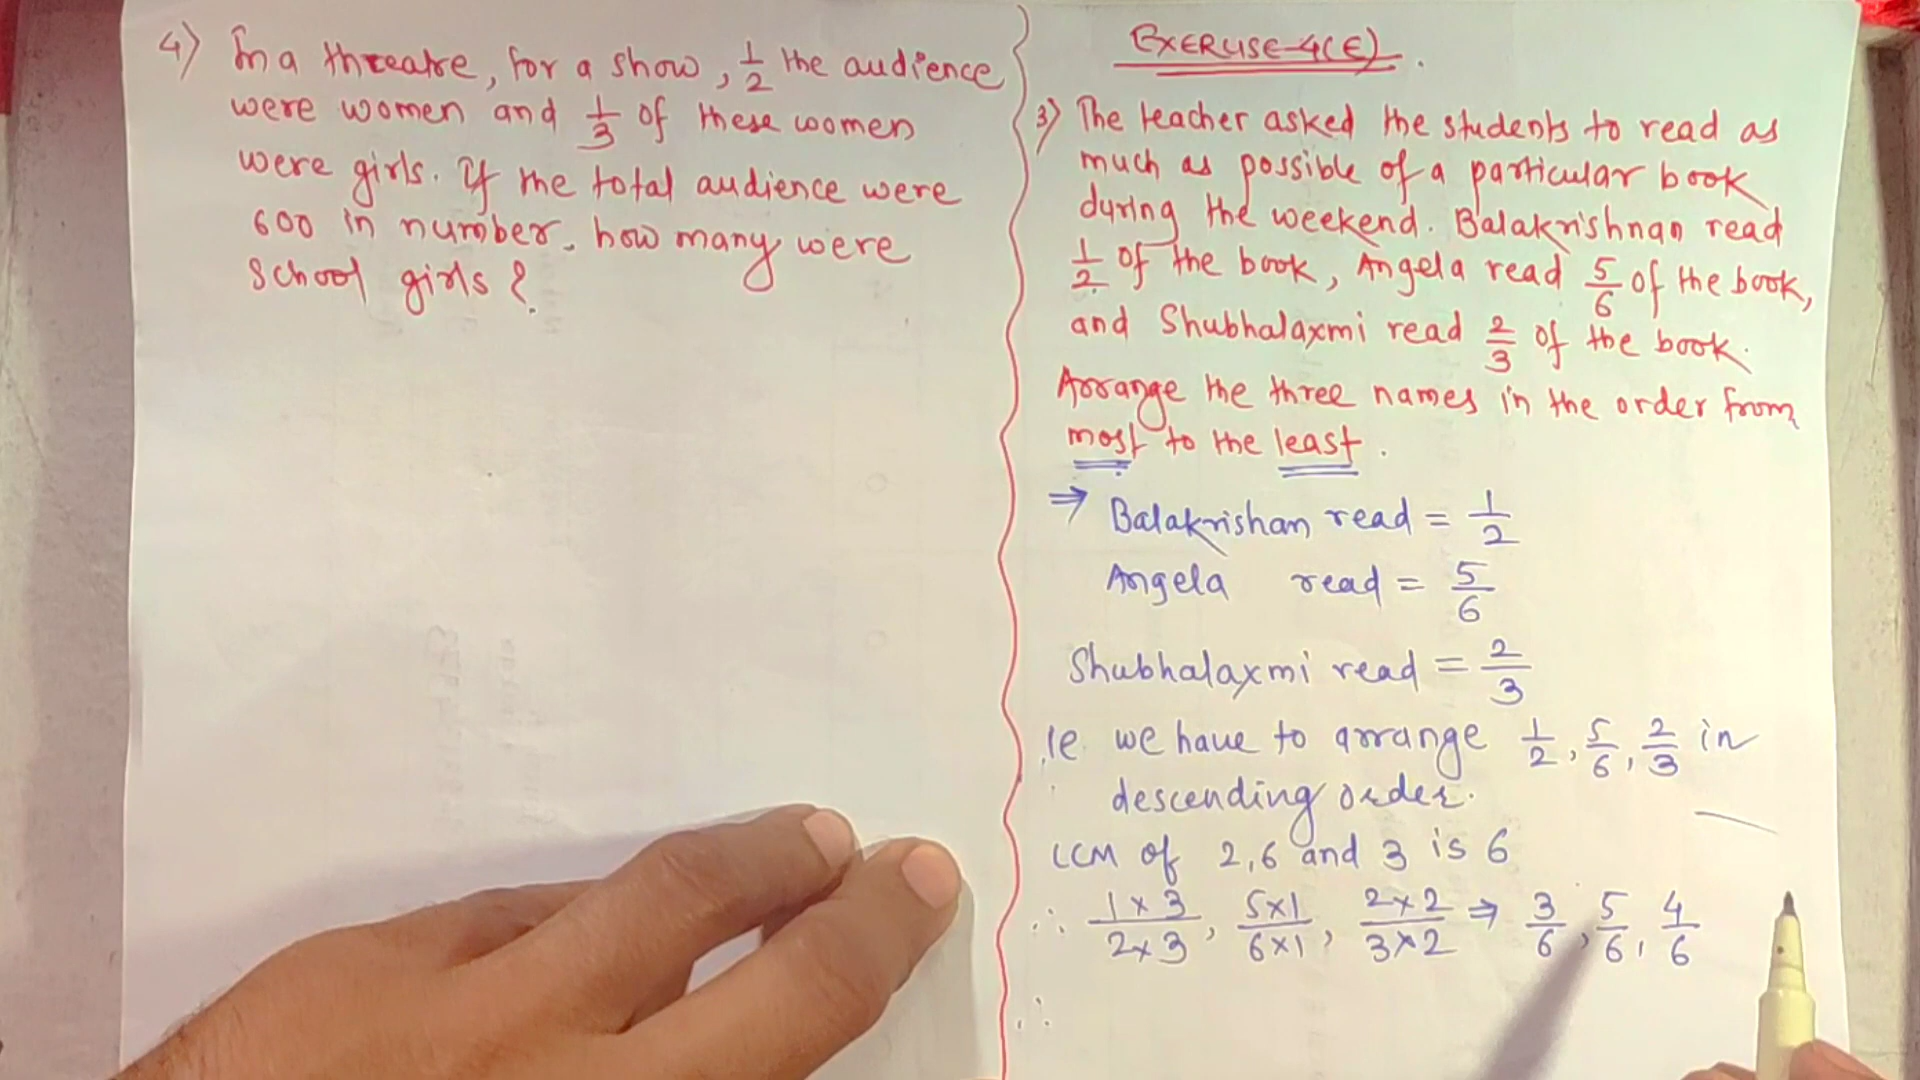 4) In a threatre, for a show, 1/2 the audience
were women and 1/3 of these women
were girls. If the total audience were
600 in number, how many were
School girls?
EXERCISE-4(E).
3) The teacher asked the students to read as
much as possible of a particular book
during the weekend. Balakrishnan read
1/2 of the book, Angela read 5/6 of the book,
and Shubhalaxmi read 2/3 of the book.
Arrange the three names in the order from
most to the least.
⇒ Balakrishan read = 1/2
Angela read = 5/6
Shubhalaxmi read = 2/3
ie we have to arrange 1/2, 5/6, 2/3 in
descending order.
LCM of 2,6 and 3 is 6
∴ 1×3/2×3, 5×1/6×1, 2×2/3×2 ⇒ 3/6, 5/6, 4/6
∴